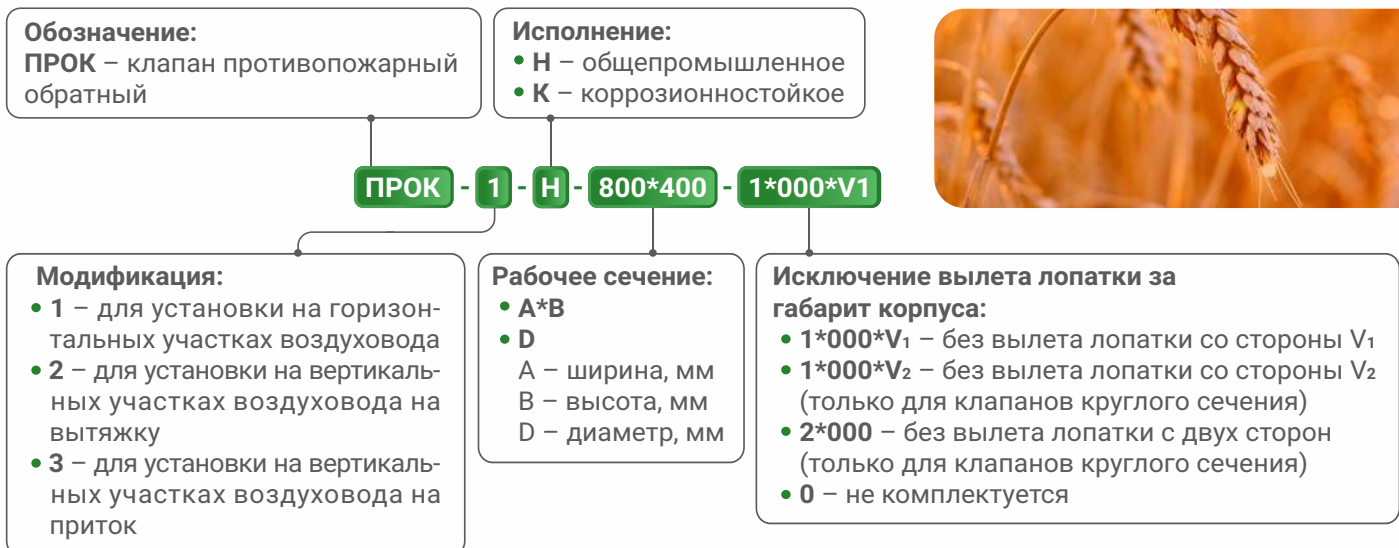 Обозначение:
ПРОК – клапан противопожарный
обратный
Исполнение:
• Н – общепромышленное
• К – коррозионностойкое
ПРОК - 1 - Н - 800*400 - 1*000*V1
Модификация:
• 1 – для установки на горизон-
тальных участках воздуховода
• 2 – для установки на вертикаль-
ных участках воздуховода на
вытяжку
• 3 – для установки на вертикаль-
ных участках воздуховода на
приток
Рабочее сечение:
• A*B
• D
A – ширина, мм
B – высота, мм
D – диаметр, мм
Исключение вылета лопатки за
габарит корпуса:
• 1*000*V₁ – без вылета лопатки со стороны V₁
• 1*000*V₂ – без вылета лопатки со стороны V₂
(только для клапанов круглого сечения)
• 2*000 – без вылета лопатки с двух сторон
(только для клапанов круглого сечения)
• 0 – не комплектуется